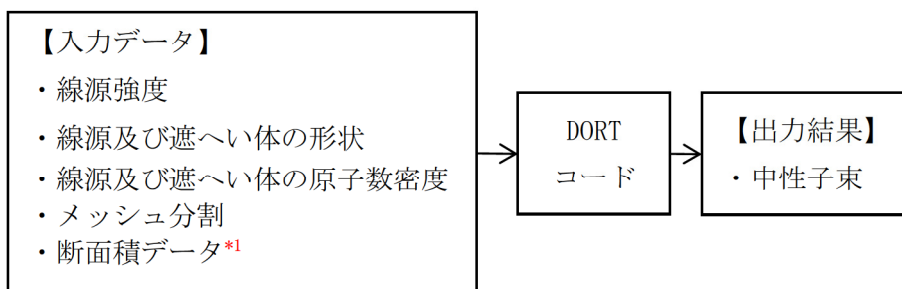 【入力データ】
・線源強度
・線源及び遮へい体の形状
・線源及び遮へい体の原子数密度
・メッシュ分割
・断面積データ*1
DORT
コード
【出力結果】
・中性子束